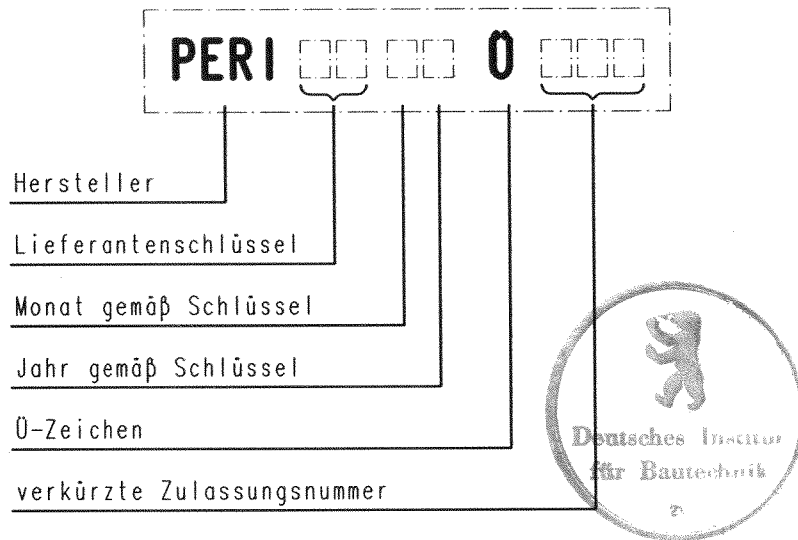 PERI □□ □□ Ü □□□
Hersteller
Lieferantenschlüssel
Monat gemäß Schlüssel
Jahr gemäß Schlüssel
Ü-Zeichen
verkürzte Zulassungsnummer
Deutsches Institut
für Bautechnik